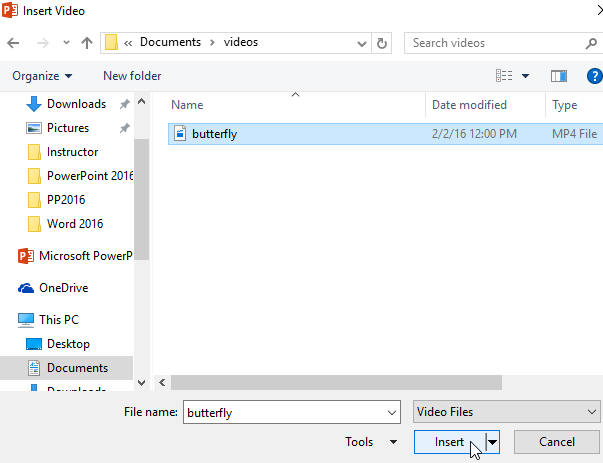 Insert Video
« Documents › videos
Search videos
Organize
New folder
?
Downloads
Pictures
Instructor
PowerPoint 2016
PP2016
Word 2016
Microsoft PowerP
OneDrive
This PC
Desktop
Documents
Name Date modified Type
butterfly 2/2/16 12:00 PM MP4 File
File name: butterfly Video Files
Tools Insert Cancel